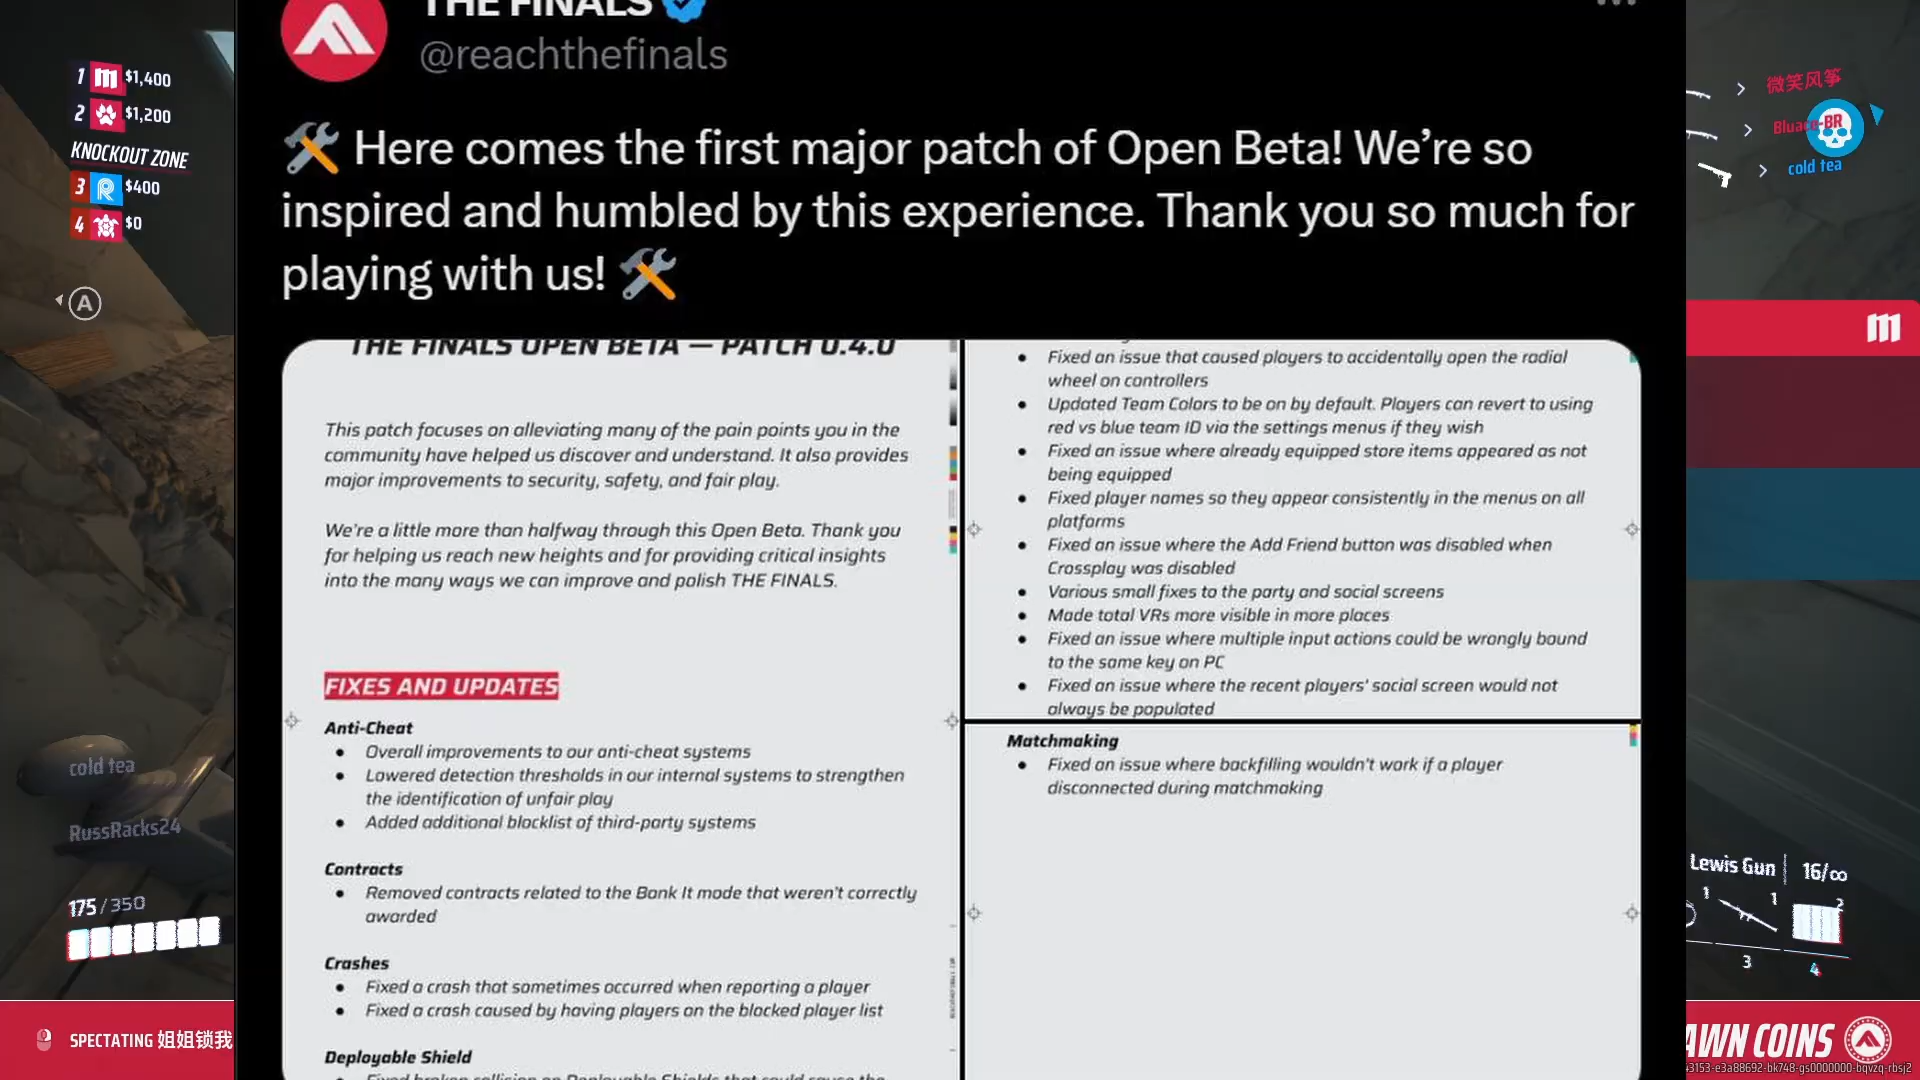 THE FINALS
@reachthefinals
Here comes the first major patch of Open Beta! We’re so
inspired and humbled by this experience. Thank you so much for
playing with us!
THE FINALS OPEN BETA — PATCH 0.4.0
This patch focuses on alleviating many of the pain points you in the
community have helped us discover and understand. It also provides
major improvements to security, safety, and fair play.
We're a little more than halfway through this Open Beta. Thank you
for helping us reach new heights and for providing critical insights
into the many ways we can improve and polish THE FINALS.
FIXES AND UPDATES
Anti-Cheat
• Overall improvements to our anti-cheat systems
• Lowered detection thresholds in our internal systems to strengthen
the identification of unfair play
• Added additional blocklist of third-party systems
Contracts
• Removed contracts related to the Bank It mode that weren't correctly
awarded
Crashes
• Fixed a crash that sometimes occurred when reporting a player
• Fixed a crash caused by having players on the blocked player list
Deployable Shield
• Fixed broken collision on Deployable Shields that could cause the
• Fixed an issue that caused players to accidentally open the radial
wheel on controllers
• Updated Team Colors to be on by default. Players can revert to using
red vs blue team ID via the settings menus if they wish
• Fixed an issue where already equipped store items appeared as not
being equipped
• Fixed player names so they appear consistently in the menus on all
platforms
• Fixed an issue where the Add Friend button was disabled when
Crossplay was disabled
• Various small fixes to the party and social screens
• Made total VRs more visible in more places
• Fixed an issue where multiple input actions could be wrongly bound
to the same key on PC
• Fixed an issue where the recent players' social screen would not
always be populated
Matchmaking
• Fixed an issue where backfilling wouldn't work if a player
disconnected during matchmaking
1 $1,400
2 $1,200
KNOCKOUT ZONE
3 $400
4 $0
A
cold tea
RussRacks24
175/350
SPECTATING 姐姐锁我
微笑风筝
Bluaco-BR
cold tea
Lewis Gun 16/∞
1 1 2
3 4
AWN COINS